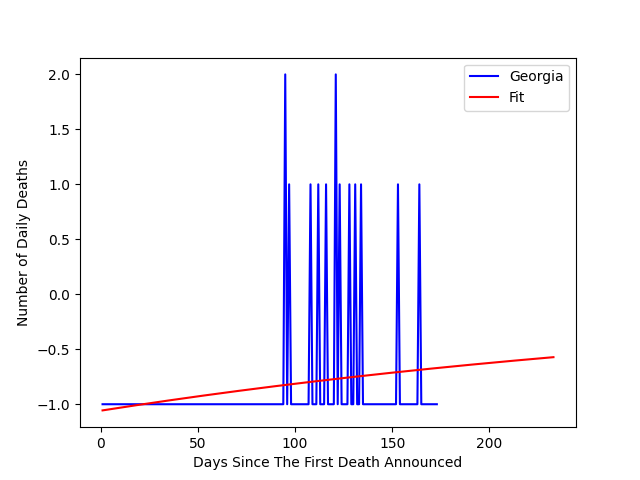 Georgia
Fit
2.0
1.5
1.0
0.5
0.0
−0.5
−1.0
Number of Daily Deaths
0 50 100 150 200
Days Since The First Death Announced